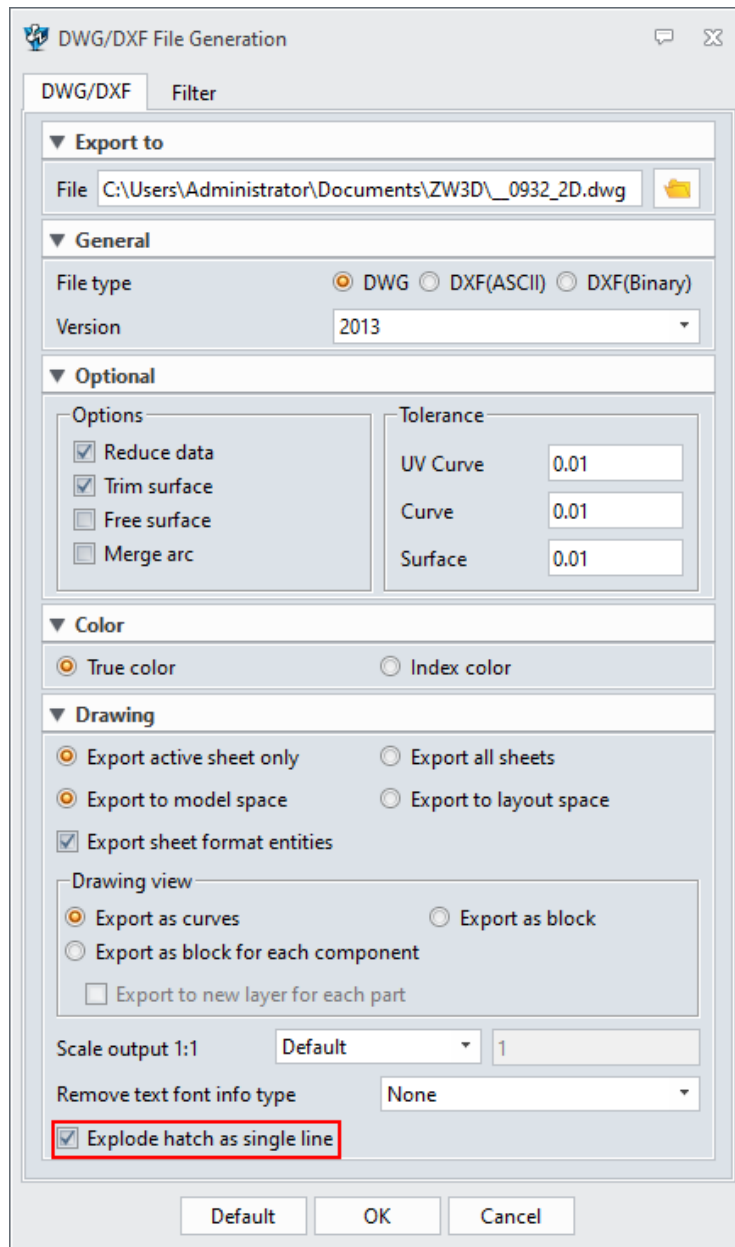 DWG/DXF File Generation
DWG/DXF Filter
Export to
File C:\Users\Administrator\Documents\ZW3D\__0932_2D.dwg
General
File type DWG DXF(ASCII) DXF(Binary)
Version 2013
Optional
Options Tolerance
Reduce data UV Curve 0.01
Trim surface
Free surface Curve 0.01
Merge arc Surface 0.01
Color
True color Index color
Drawing
Export active sheet only Export all sheets
Export to model space Export to layout space
Export sheet format entities
Drawing view
Export as curves Export as block
Export as block for each component
Export to new layer for each part
Scale output 1:1 Default 1
Remove text font info type None
Explode hatch as single line
Default OK Cancel